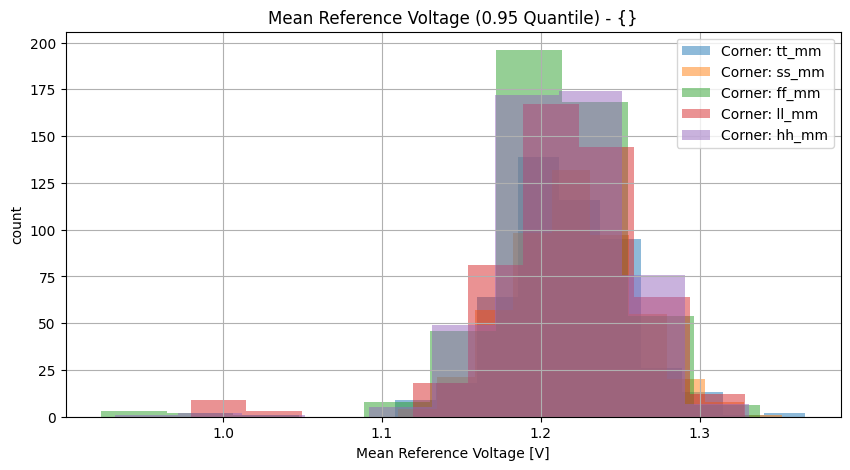 Mean Reference Voltage (0.95 Quantile) - {}
200
175
150
125
100
75
50
25
0
count
1.0
1.1
1.2
1.3
Mean Reference Voltage [V]
Corner: tt_mm
Corner: ss_mm
Corner: ff_mm
Corner: ll_mm
Corner: hh_mm